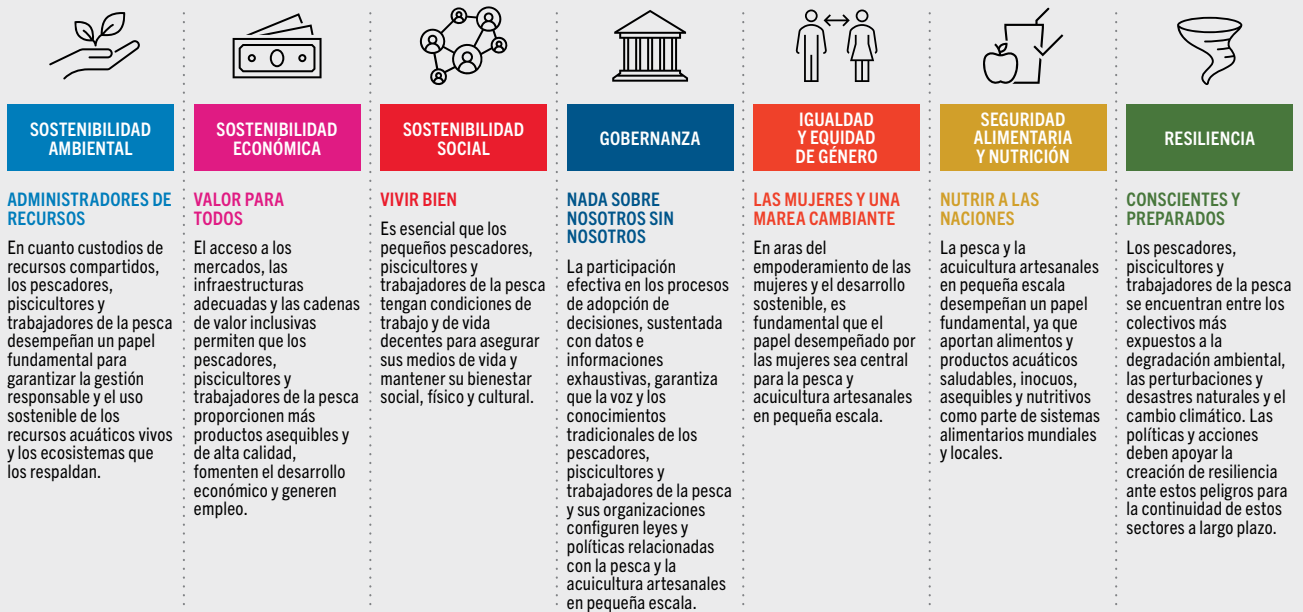 SOSTENIBILIDAD
AMBIENTAL
ADMINISTRADORES DE
RECURSOS
En cuanto custodios de
recursos compartidos,
los pescadores,
piscicultores y
trabajadores de la pesca
desempeñan un papel
fundamental para
garantizar la gestión
responsable y el uso
sostenible de los
recursos acuáticos vivos
y los ecosistemas que
los respaldan.
SOSTENIBILIDAD
ECONÓMICA
VALOR PARA
TODOS
El acceso a los
mercados, las
infraestructuras
adecuadas y las cadenas
de valor inclusivas
permiten que los
pescadores,
piscicultores y
trabajadores de la pesca
proporcionen más
productos asequibles y
de alta calidad,
fomenten el desarrollo
económico y generen
empleo.
SOSTENIBILIDAD
SOCIAL
VIVIR BIEN
Es esencial que los
pequeños pescadores,
piscicultores y
trabajadores de la pesca
tengan condiciones de
trabajo y de vida
decentes para asegurar
sus medios de vida y
mantener su bienestar
social, físico y cultural.
GOBERNANZA
NADA SOBRE
NOSOTROS SIN
NOSOTROS
La participación
efectiva en los procesos
de adopción de
decisiones, sustentada
con datos e
informaciones
exhaustivas, garantiza
que la voz y los
conocimientos
tradicionales de los
pescadores,
piscicultores y
trabajadores de la pesca
y sus organizaciones
configuren leyes y
políticas relacionadas
con la pesca y la
acuicultura artesanales
en pequeña escala.
IGUALDAD
Y EQUIDAD
DE GÉNERO
LAS MUJERES Y UNA
MAREA CAMBIANTE
En aras del
empoderamiento de las
mujeres y el desarrollo
sostenible, es
fundamental que el
papel desempeñado por
las mujeres sea central
para la pesca y
acuicultura artesanales
en pequeña escala.
SEGURIDAD
ALIMENTARIA
Y NUTRICIÓN
NUTRIR A LAS
NACIONES
La pesca y la
acuicultura artesanales
en pequeña escala
desempeñan un papel
fundamental, ya que
aportan alimentos y
productos acuáticos
saludables, inocuos,
asequibles y nutritivos
como parte de sistemas
alimentarios mundiales
y locales.
RESILIENCIA
CONSCIENTES Y
PREPARADOS
Los pescadores,
piscicultores y
trabajadores de la pesca
se encuentran entre los
colectivos más
expuestos a la
degradación ambiental,
las perturbaciones y
desastres naturales y el
cambio climático. Las
políticas y acciones
deben apoyar la
creación de resiliencia
ante estos peligros para
la continuidad de estos
sectores a largo plazo.